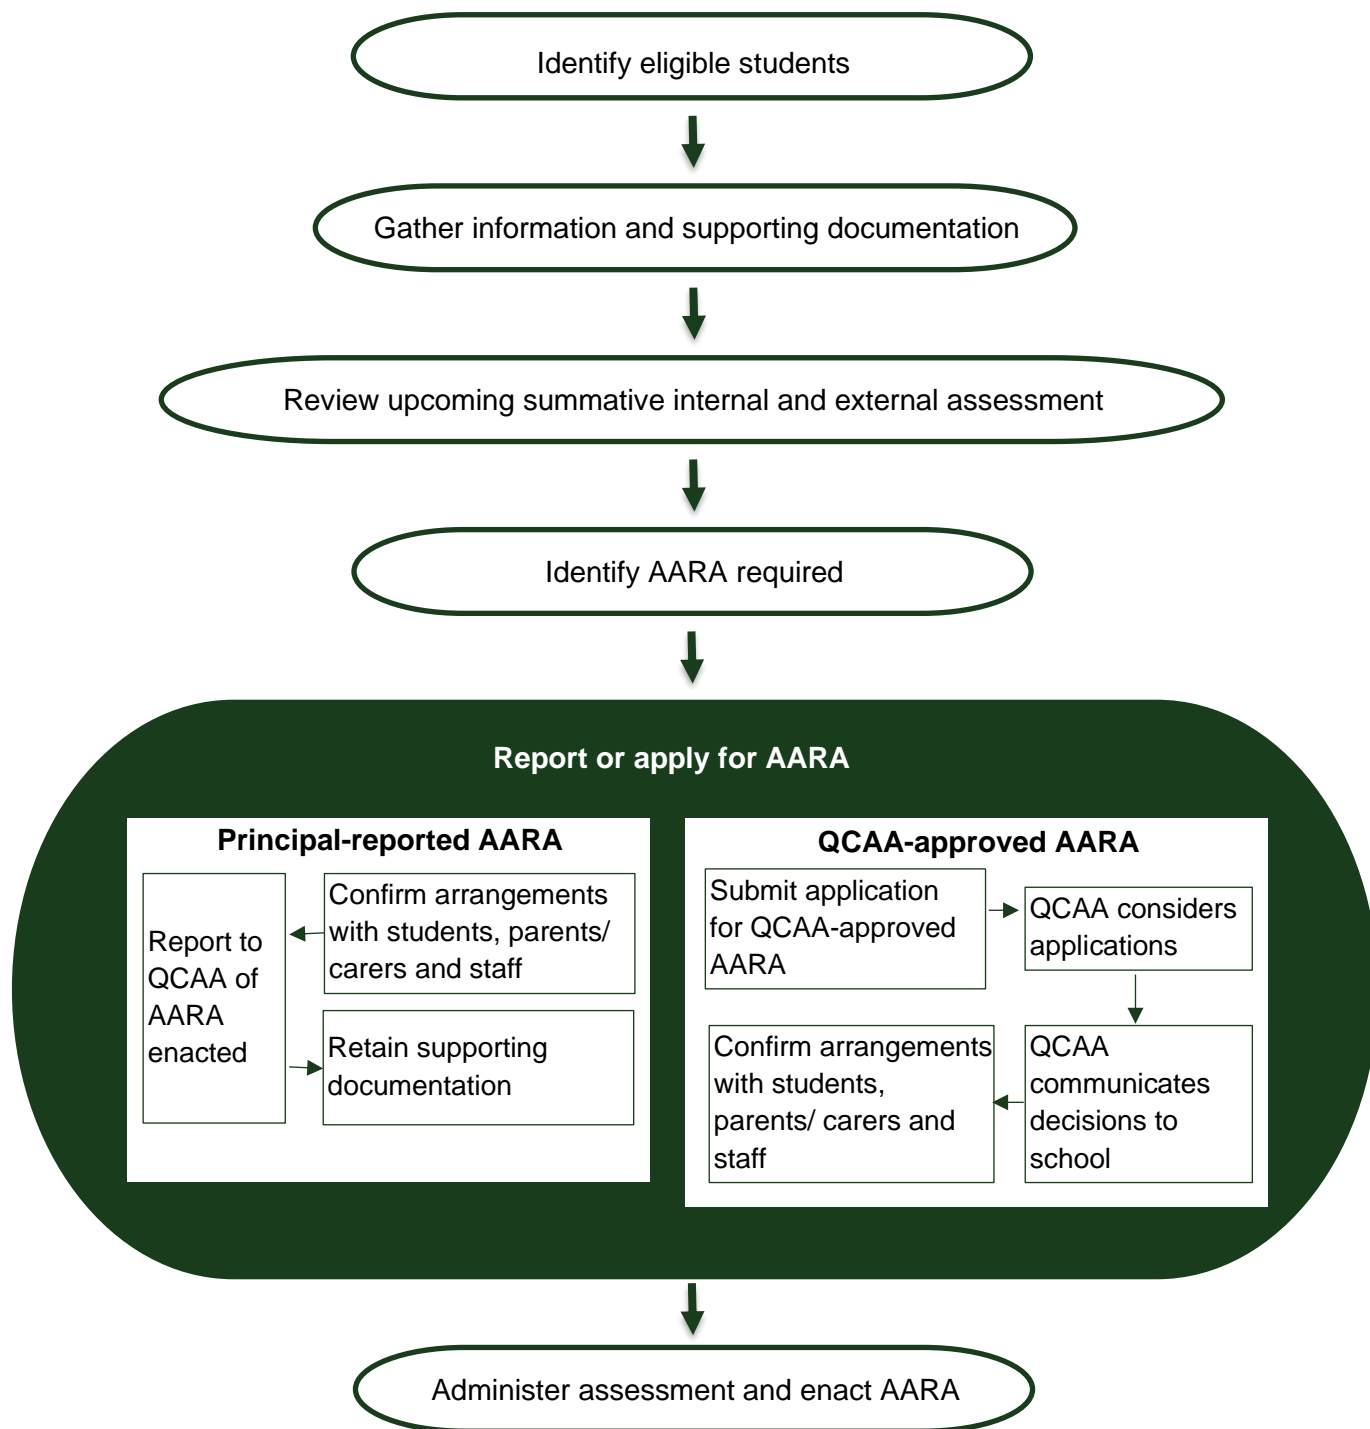 Identify eligible students
Gather information and supporting documentation
Review upcoming summative internal and external assessment
Identify AARA required
Report or apply for AARA
Principal-reported AARA
Confirm arrangements
with students, parents/
carers and staff
Report to
QCAA of
AARA
enacted
Retain supporting
documentation
QCAA-approved AARA
Submit application
for QCAA-approved
AARA
QCAA considers
applications
QCAA
communicates
decisions to
school
Confirm arrangements
with students,
parents/ carers and
staff
Administer assessment and enact AARA